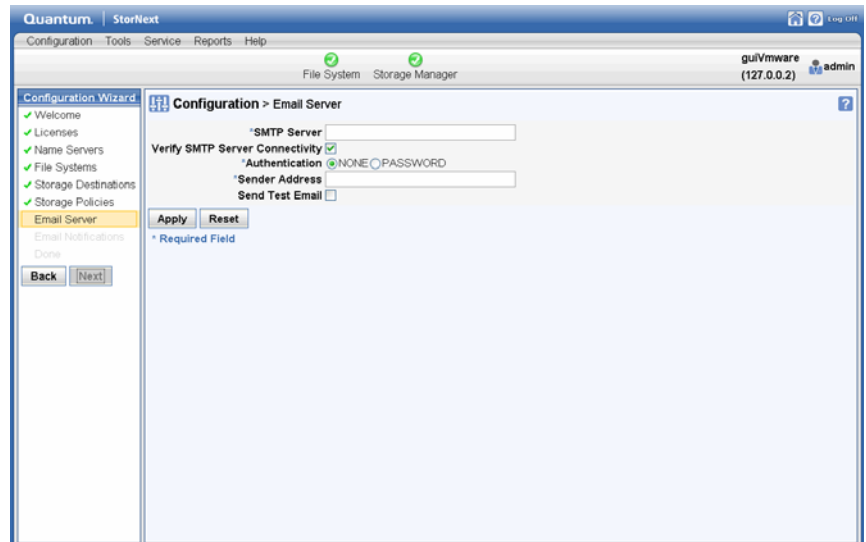 Quantum. | StorNext
Log Off
Configuration Tools Service Reports Help
File System Storage Manager
guiVmware
(127.0.0.2)
admin
Configuration Wizard
Welcome
Licenses
Name Servers
File Systems
Storage Destinations
Storage Policies
Email Server
Email Notifications
Done
Back Next
Configuration > Email Server
?
*SMTP Server
Verify SMTP Server Connectivity
*Authentication NONE PASSWORD
*Sender Address
Send Test Email
Apply Reset
* Required Field